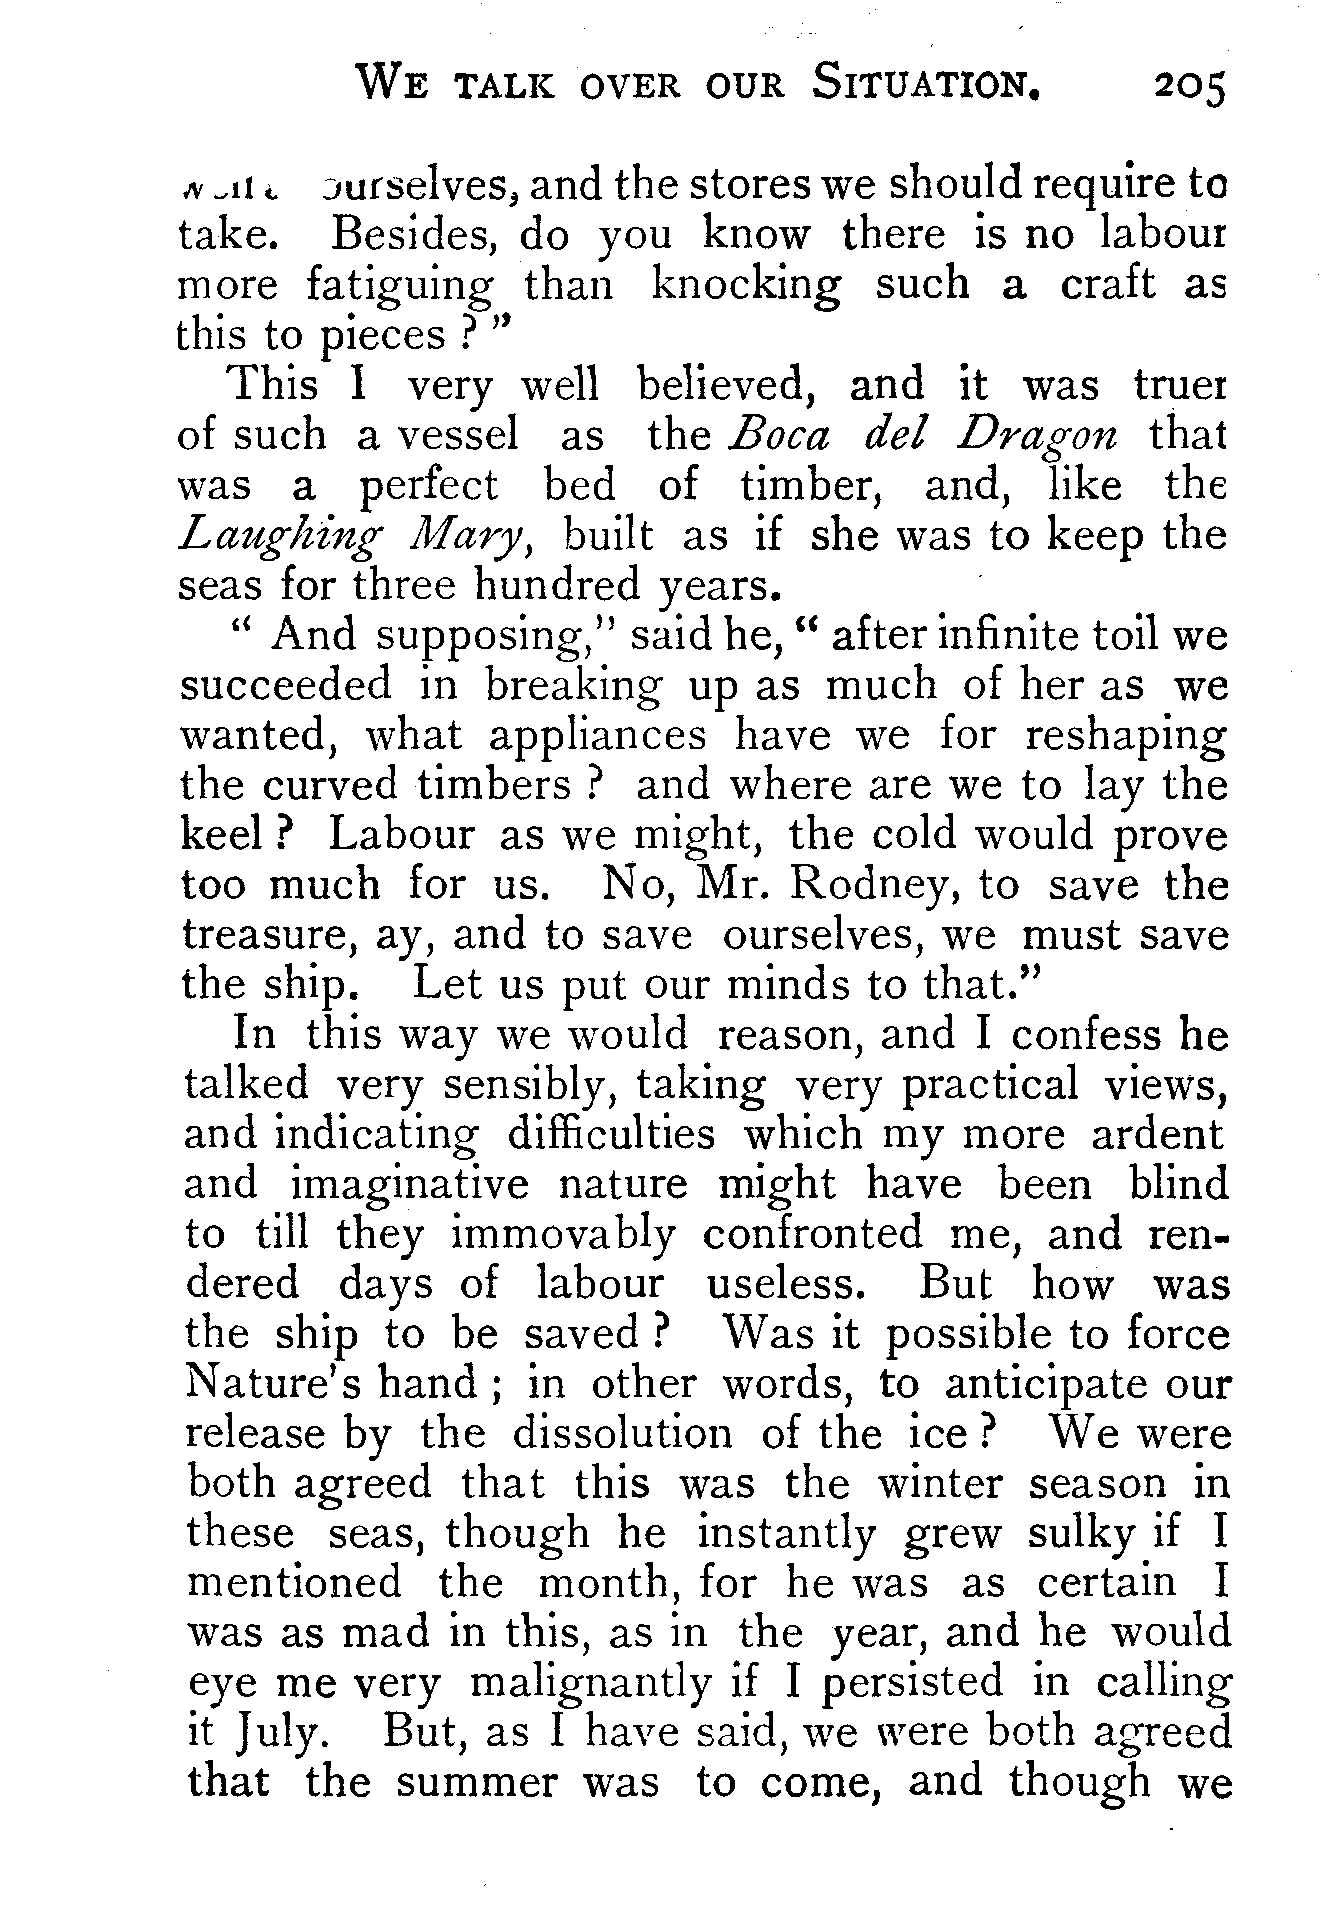 WE TALK OVER OUR SITUATION. 205
ourselves, and the stores we should require to
take. Besides, do you know there is no labour
more fatiguing than knocking such a craft as
this to pieces ? ”
This I very well believed, and it was truer
of such a vessel as the Boca del Dragon that
was a perfect bed of timber, and, like the
Laughing Mary, built as if she was to keep the
seas for three hundred years.
“ And supposing,” said he, “ after infinite toil we
succeeded in breaking up as much of her as we
wanted, what appliances have we for reshaping
the curved timbers ? and where are we to lay the
keel ? Labour as we might, the cold would prove
too much for us. No, Mr. Rodney, to save the
treasure, ay, and to save ourselves, we must save
the ship. Let us put our minds to that.”
In this way we would reason, and I confess he
talked very sensibly, taking very practical views,
and indicating difficulties which my more ardent
and imaginative nature might have been blind
to till they immovably confronted me, and ren-
dered days of labour useless. But how was
the ship to be saved ? Was it possible to force
Nature’s hand ; in other words, to anticipate our
release by the dissolution of the ice ? We were
both agreed that this was the winter season in
these seas, though he instantly grew sulky if I
mentioned the month, for he was as certain I
was as mad in this, as in the year, and he would
eye me very malignantly if I persisted in calling
it July. But, as I have said, we were both agreed
that the summer was to come, and though we